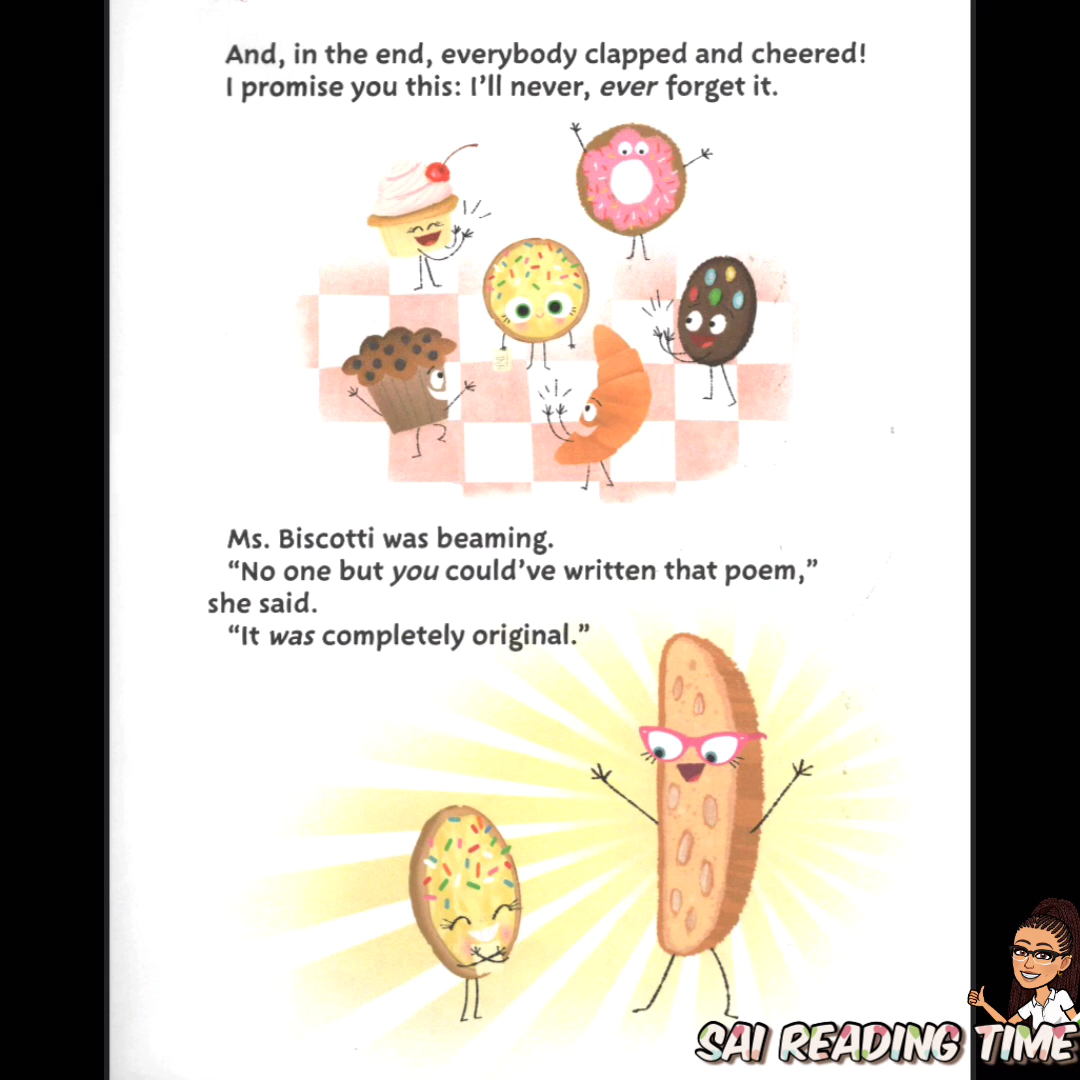 And, in the end, everybody clapped and cheered!
I promise you this: I'll never, ever forget it.
Ms. Biscotti was beaming.
“No one but you could've written that poem,”
she said.
“It was completely original.”
SAI READING TIME